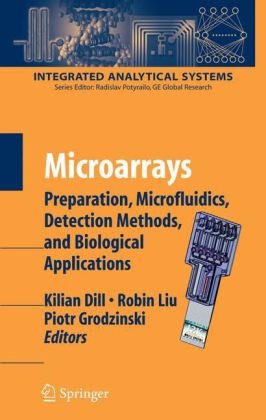 INTEGRATED ANALYTICAL SYSTEMS
Series Editor: Radislav Potyrailo, GE Global Research
Microarrays
Preparation, Microfluidics,
Detection Methods,
and Biological
Applications
Kilian Dill · Robin Liu
Piotr Grodzinski
Editors
Springer